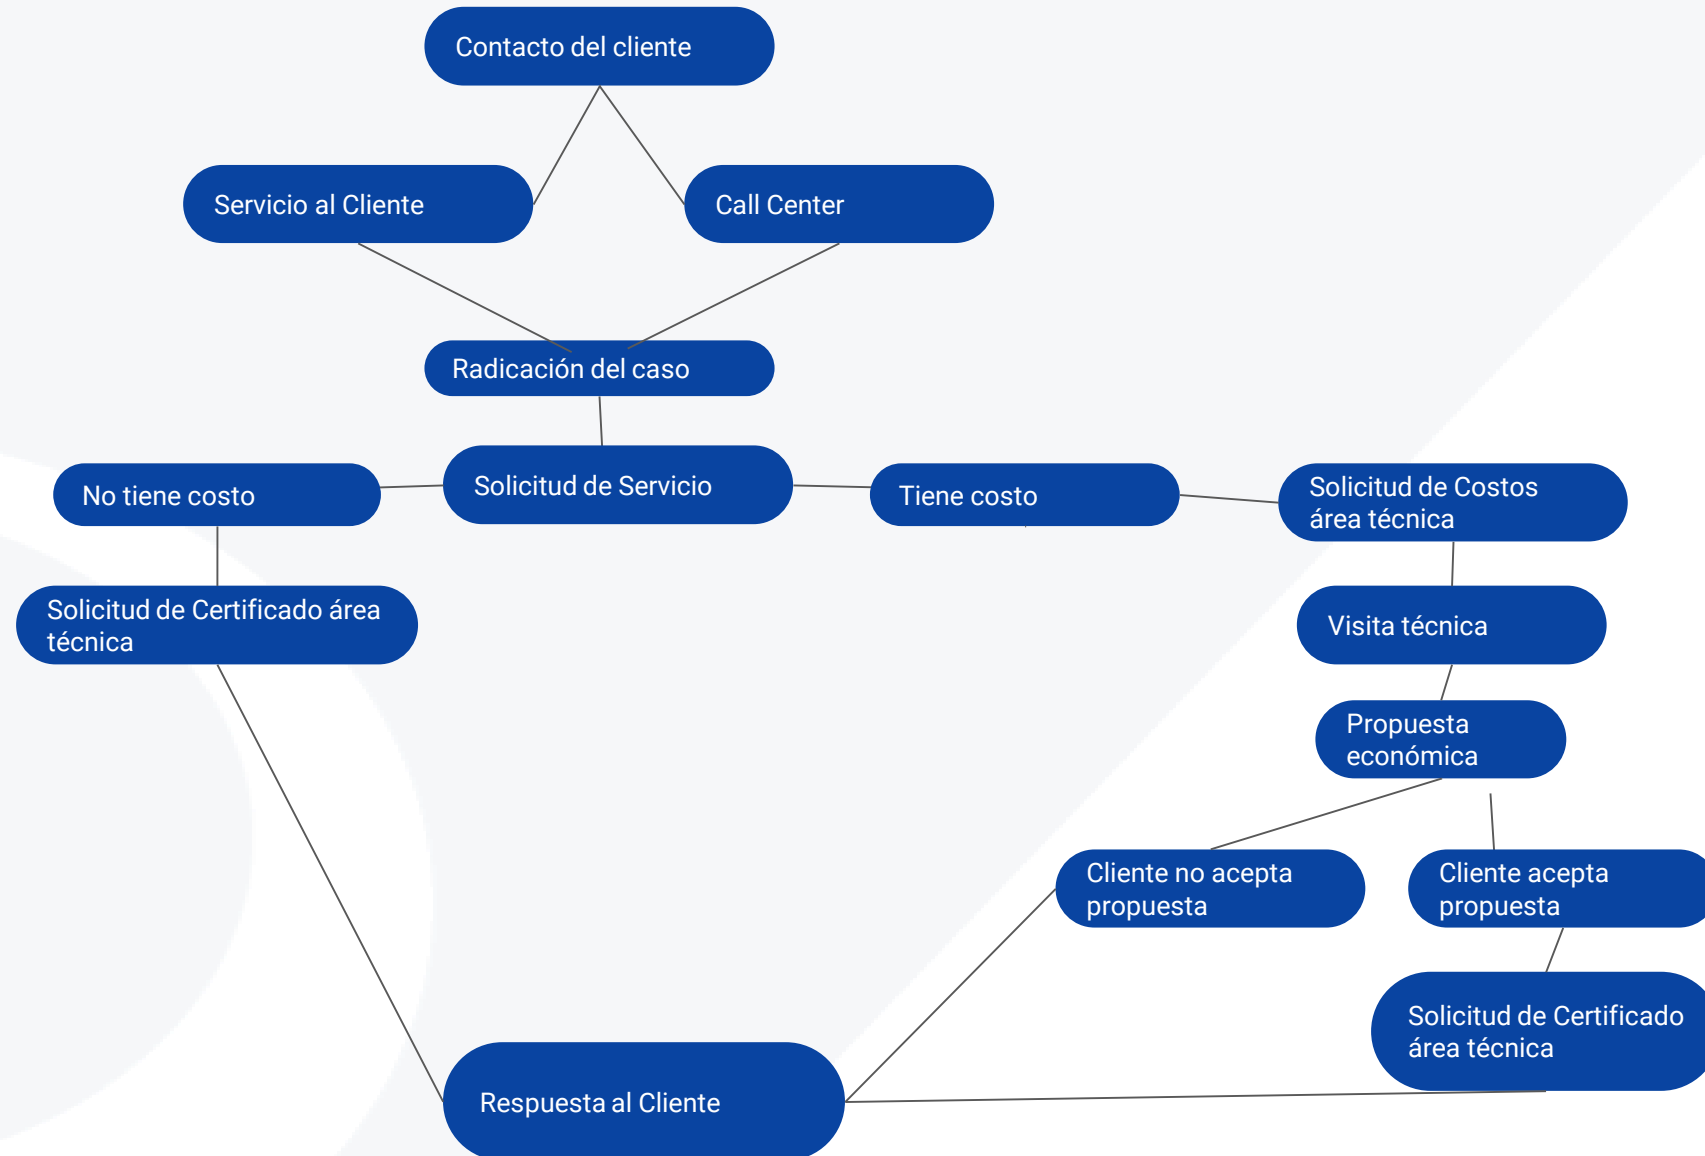 Contacto del cliente
Servicio al Cliente
Call Center
Radicación del caso
No tiene costo
Solicitud de Servicio
Tiene costo
Solicitud de Costos
área técnica
Solicitud de Certificado área
técnica
Visita técnica
Propuesta
económica
Cliente no acepta
propuesta
Cliente acepta
propuesta
Solicitud de Certificado
área técnica
Respuesta al Cliente